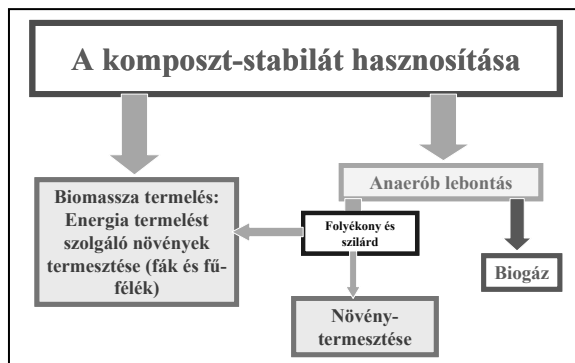 A komposzt-stabilát hasznosítása
Biomassza termelés:
Energia termelést
szolgáló növények
termesztése (fák és fű-
félék)
Anaerób lebontás
Folyékony és
szilárd
Biogáz
Növény-
termesztése